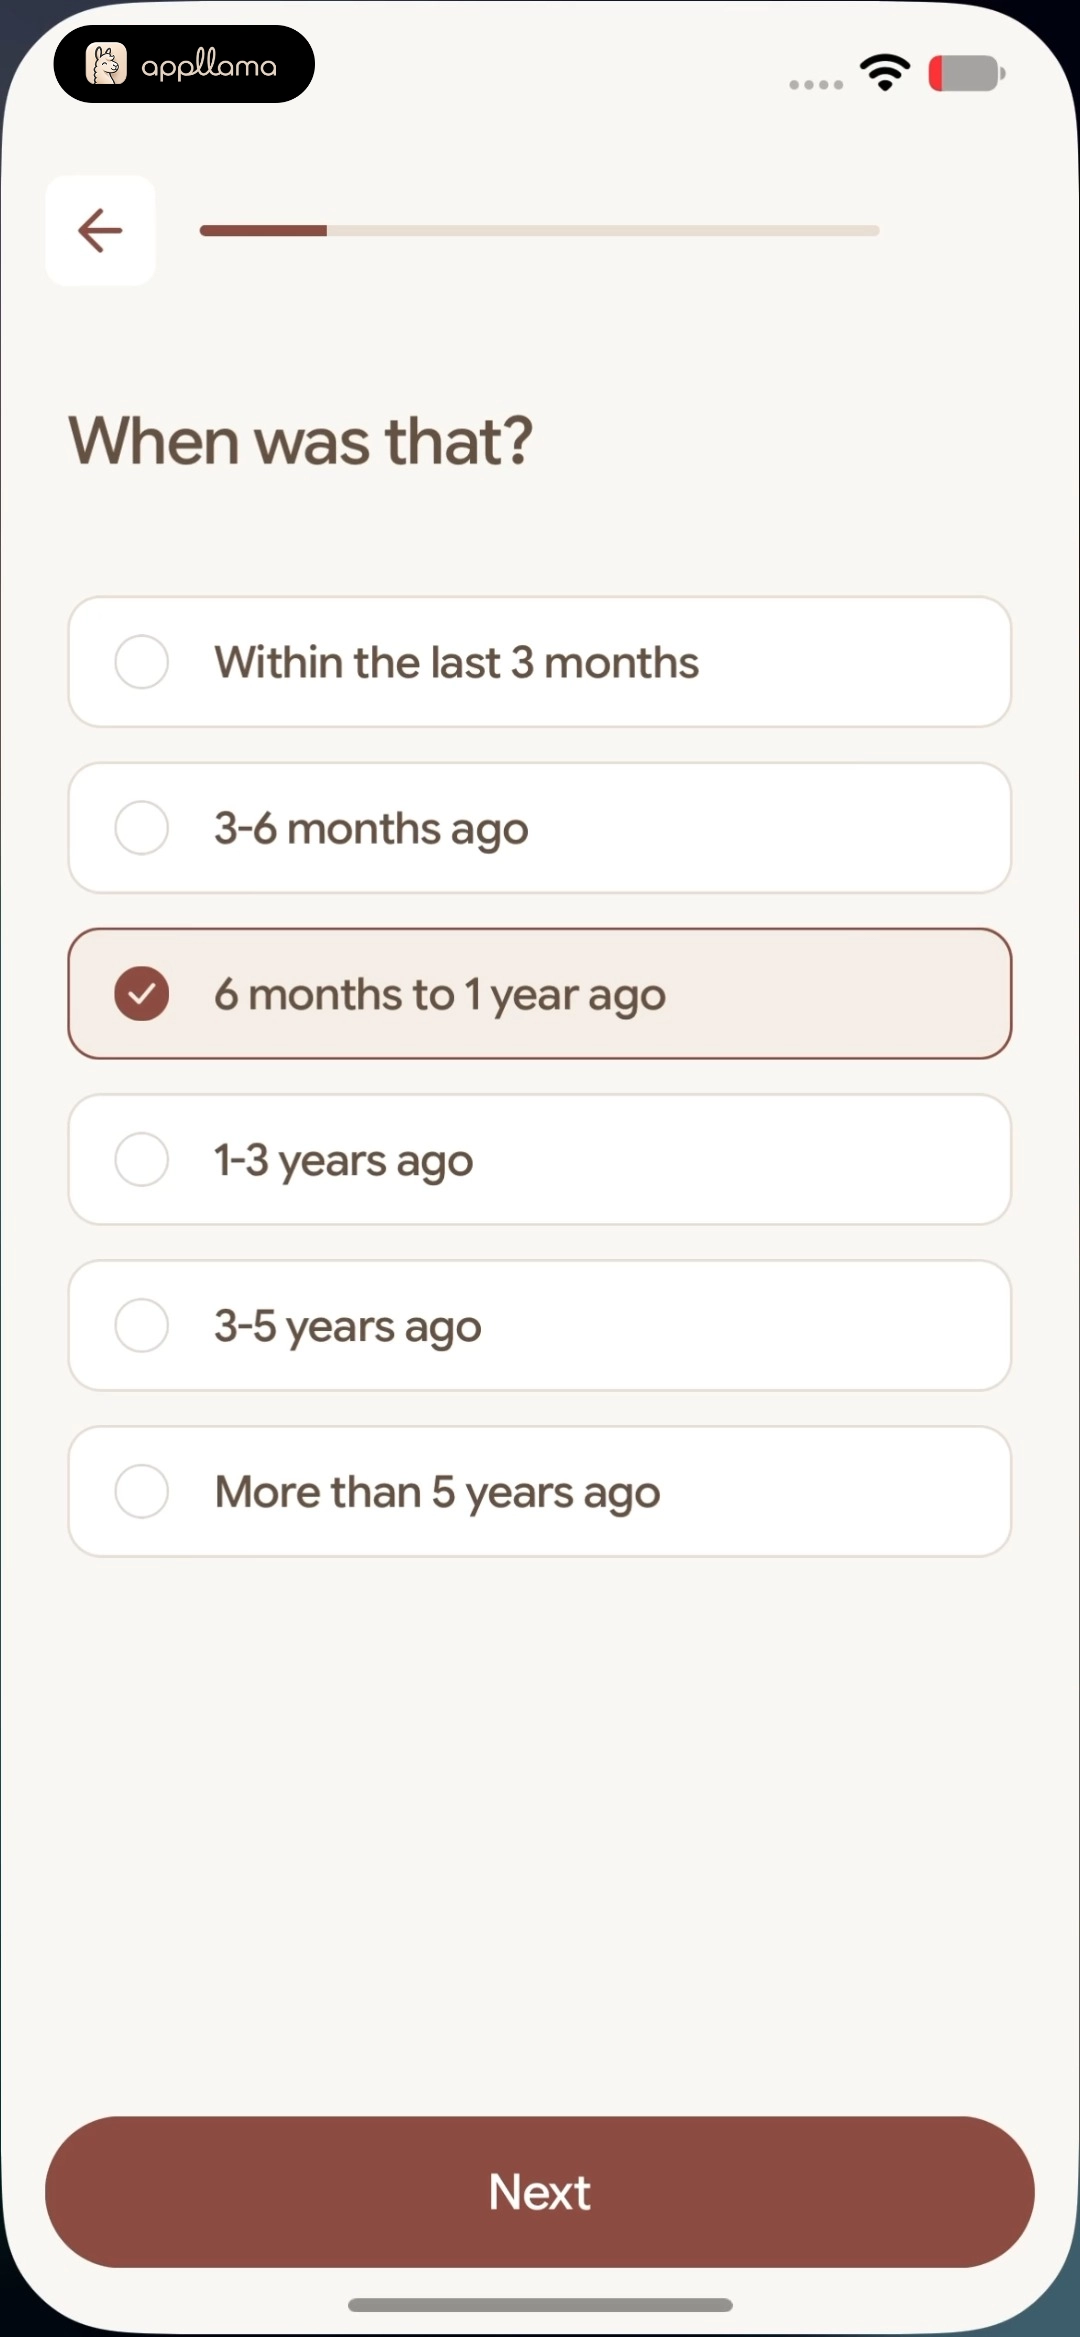 appllama
When was that?
Within the last 3 months
3-6 months ago
6 months to 1 year ago
1-3 years ago
3-5 years ago
More than 5 years ago
Next